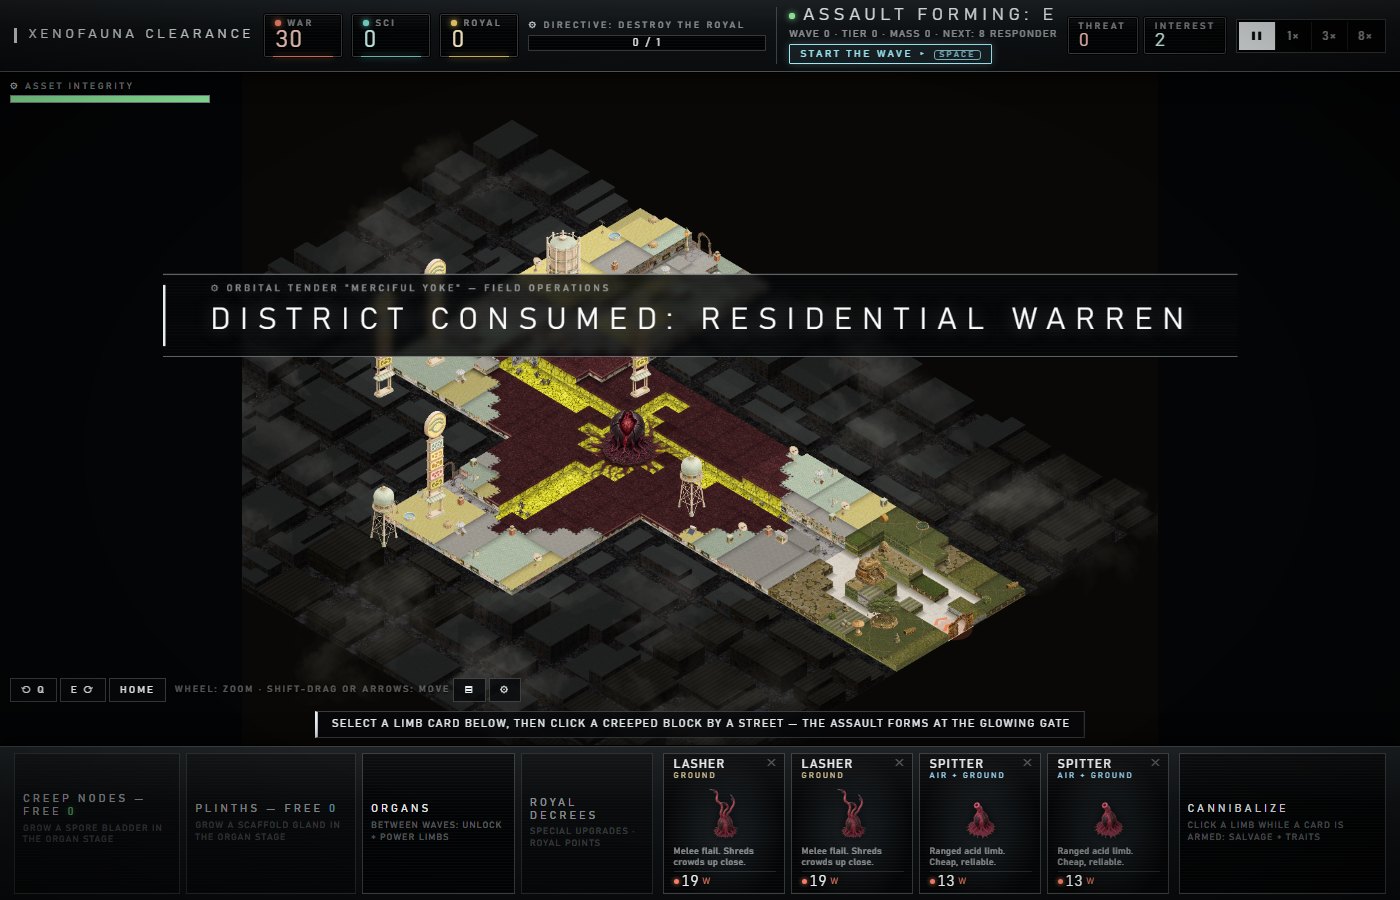 XENOFAUNA CLEARANCE
WAR
30
SCI
0
ROYAL
0
DIRECTIVE: DESTROY THE ROYAL
0 / 1
ASSAULT FORMING: E
WAVE 0 · TIER 0 · MASS 0 · NEXT: 8 RESPONDER
START THE WAVE ▸ SPACE
THREAT
0
INTEREST
2
1×
3×
8×
ASSET INTEGRITY
ORBITAL TENDER "MERCIFUL YOKE" — FIELD OPERATIONS
DISTRICT CONSUMED: RESIDENTIAL WARREN
Q
E
HOME
WHEEL: ZOOM · SHIFT-DRAG OR ARROWS: MOVE
SELECT A LIMB CARD BELOW, THEN CLICK A CREEPED BLOCK BY A STREET — THE ASSAULT FORMS AT THE GLOWING GATE
CREEP NODES —
FREE 0
GROW A SPORE BLADDER IN
THE ORGAN STAGE
PLINTHS — FREE 0
GROW A SCAFFOLD GLAND IN
THE ORGAN STAGE
ORGANS
BETWEEN WAVES: UNLOCK
+ POWER LIMBS
ROYAL
DECREES
SPECIAL UPGRADES -
ROYAL POINTS
LASHER
GROUND
Melee flail. Shreds
crowds up close.
19 W
LASHER
GROUND
Melee flail. Shreds
crowds up close.
19 W
SPITTER
AIR + GROUND
Ranged acid limb.
Cheap, reliable.
13 W
SPITTER
AIR + GROUND
Ranged acid limb.
Cheap, reliable.
13 W
CANNIBALIZE
CLICK A LIMB WHILE A CARD IS
ARMED: SALVAGE + TRAITS